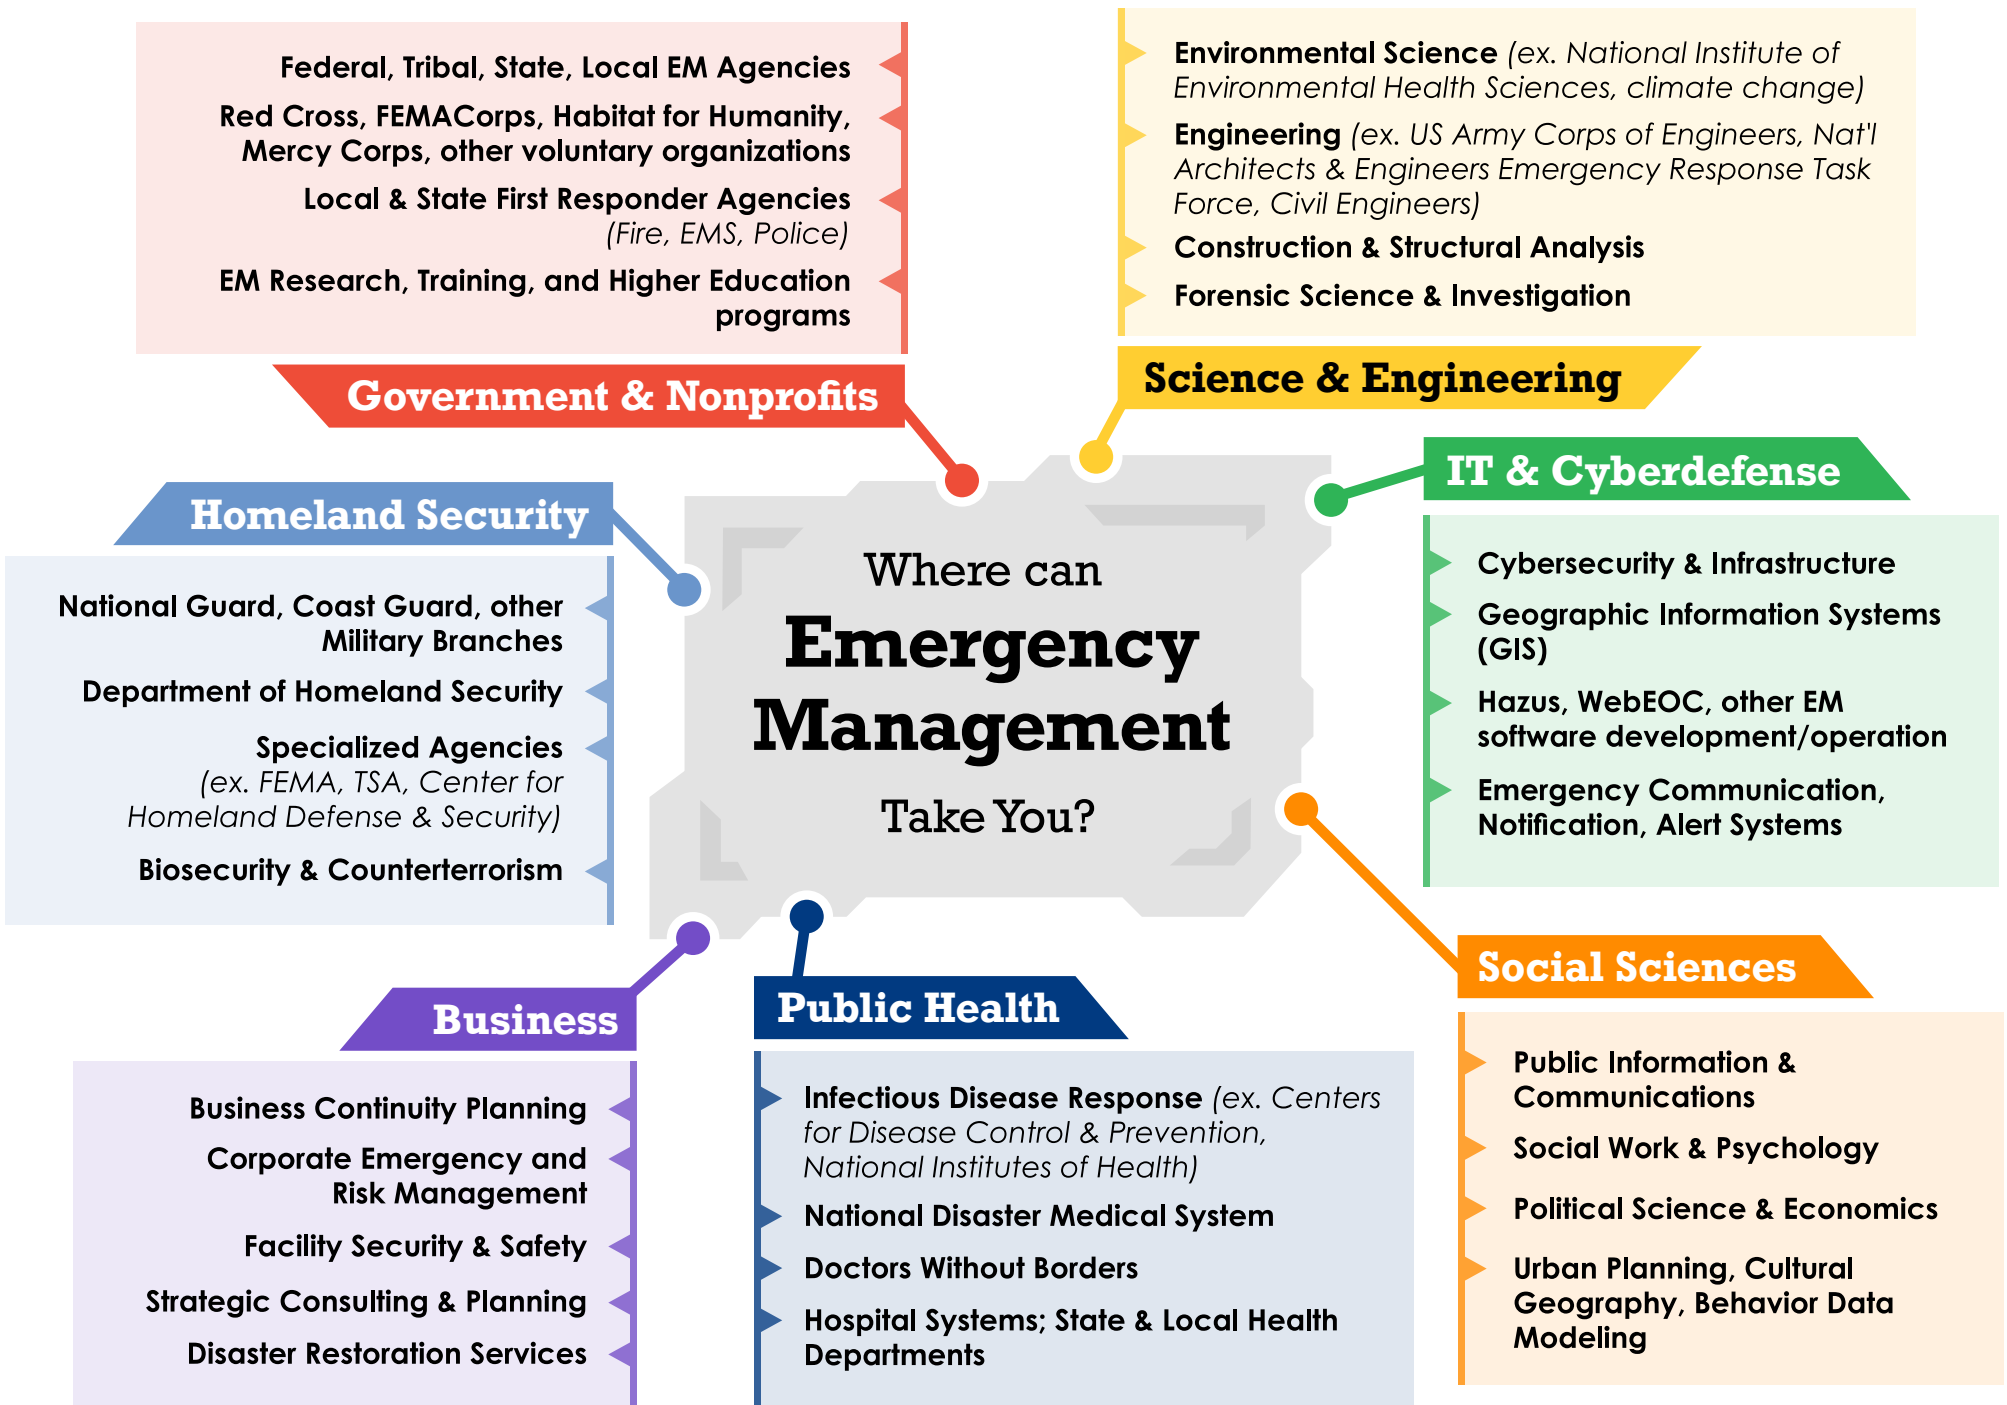 Federal, Tribal, State, Local EM Agencies
Red Cross, FEMACorps, Habitat for Humanity,
Mercy Corps, other voluntary organizations
Local & State First Responder Agencies
(Fire, EMS, Police)
EM Research, Training, and Higher Education
programs
Government & Nonprofits
Environmental Science (ex. National Institute of
Environmental Health Sciences, climate change)
Engineering (ex. US Army Corps of Engineers, Nat'l
Architects & Engineers Emergency Response Task
Force, Civil Engineers)
Construction & Structural Analysis
Forensic Science & Investigation
Science & Engineering
Homeland Security
National Guard, Coast Guard, other
Military Branches
Department of Homeland Security
Specialized Agencies
(ex. FEMA, TSA, Center for
Homeland Defense & Security)
Biosecurity & Counterterrorism
Where can
Emergency
Management
Take You?
IT & Cyberdefense
Cybersecurity & Infrastructure
Geographic Information Systems
(GIS)
Hazus, WebEOC, other EM
software development/operation
Emergency Communication,
Notification, Alert Systems
Business
Business Continuity Planning
Corporate Emergency and
Risk Management
Facility Security & Safety
Strategic Consulting & Planning
Disaster Restoration Services
Public Health
Infectious Disease Response (ex. Centers
for Disease Control & Prevention,
National Institutes of Health)
National Disaster Medical System
Doctors Without Borders
Hospital Systems; State & Local Health
Departments
Social Sciences
Public Information &
Communications
Social Work & Psychology
Political Science & Economics
Urban Planning, Cultural
Geography, Behavior Data
Modeling